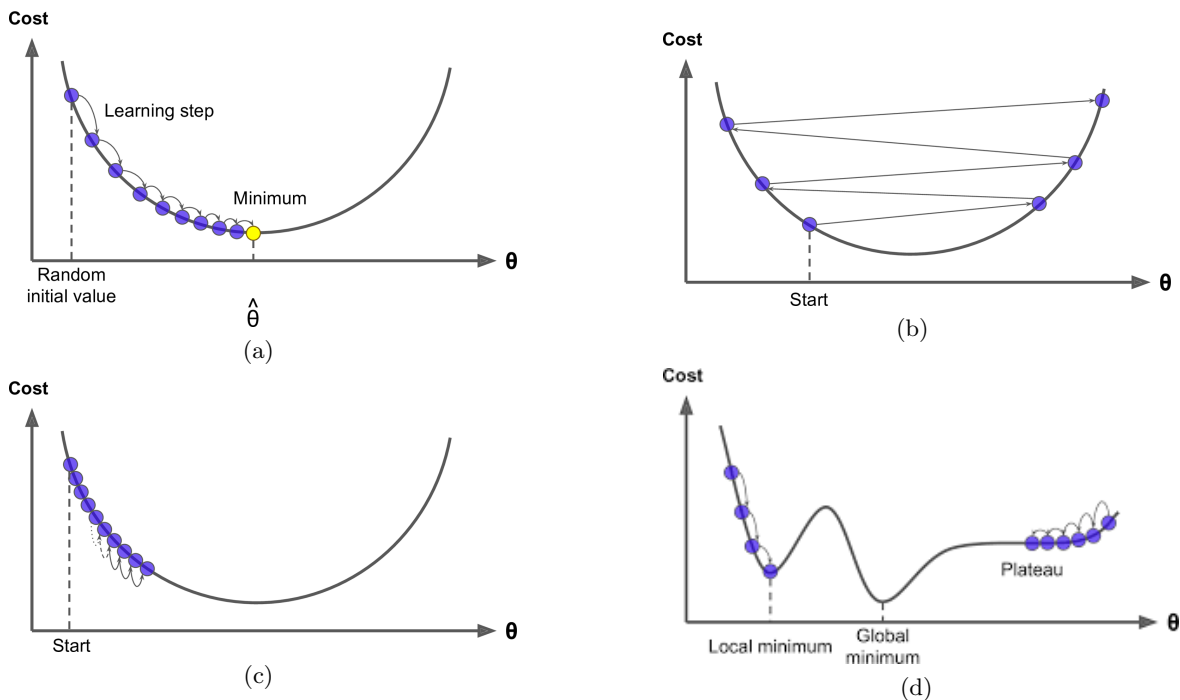 Cost
Learning step
Minimum
θ
Random
initial value
θ̂
(a)
Cost
θ
Start
(b)
Cost
θ
Start
(c)
Cost
Plateau
θ
Local minimum
Global
minimum
(d)